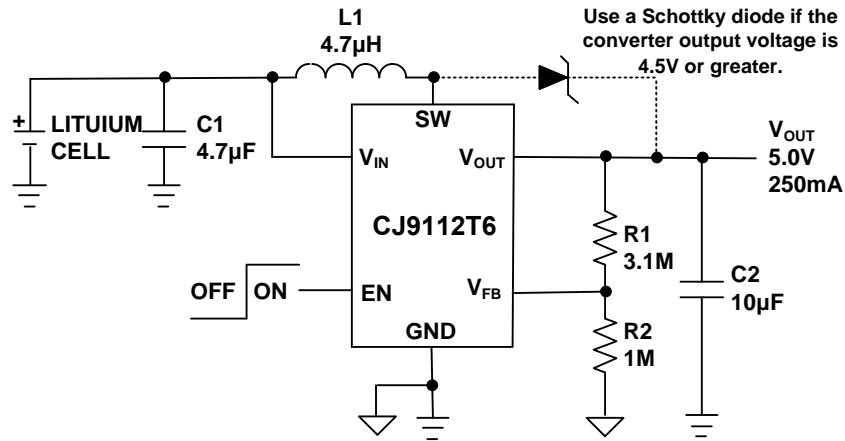 L1
4.7µH
Use a Schottky diode if the
converter output voltage is
4.5V or greater.
+
LITUIUM
CELL
C1
4.7µF
SW
VIN
VOUT
CJ9112T6
VOUT
5.0V
250mA
R1
3.1M
OFF
ON
EN
VFB
C2
10µF
GND
R2
1M